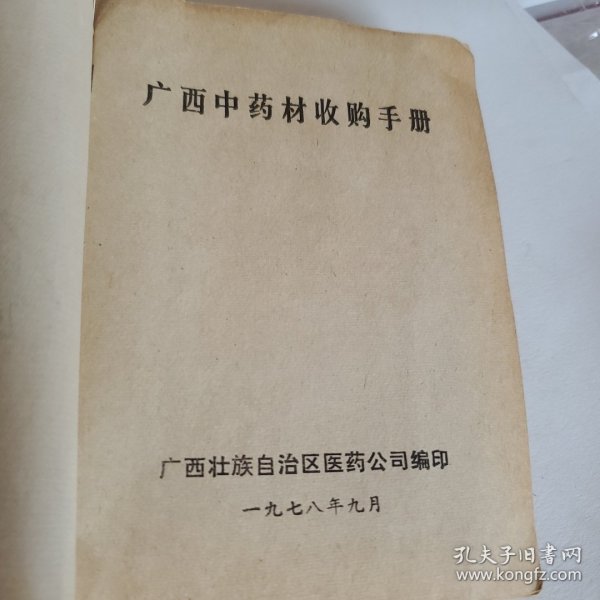 广西中药材收购手册
广西壮族自治区医药公司编印
一九七八年九月
孔夫子旧书网
www.kongfz.com